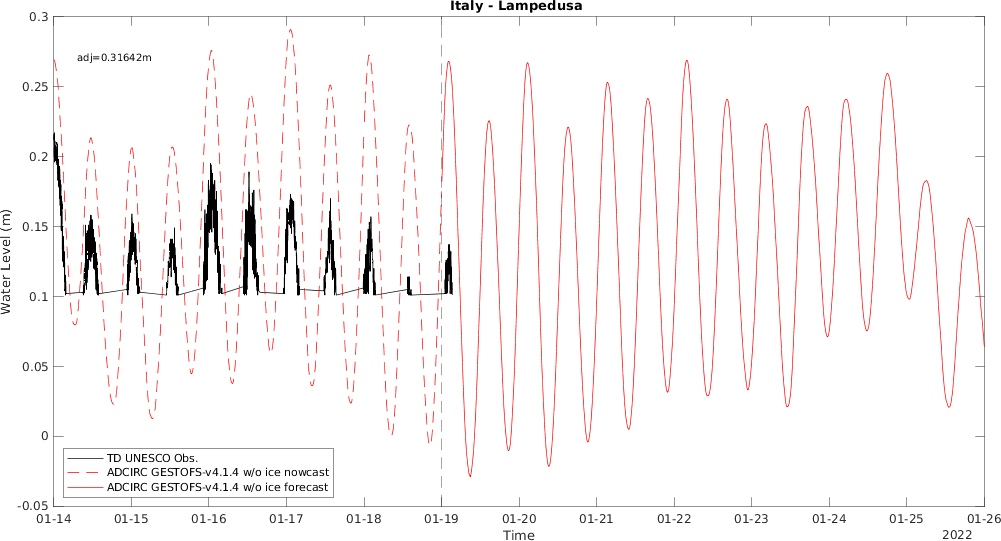 Italy - Lampedusa
adj=0.31642m
Water Level (m)
0.3
0.25
0.2
0.15
0.1
0.05
0
-0.05
TD UNESCO Obs.
ADCIRC GESTOFS-v4.1.4 w/o ice nowcast
ADCIRC GESTOFS-v4.1.4 w/o ice forecast
01-14 01-15 01-16 01-17 01-18 01-19 01-20 01-21 01-22 01-23 01-24 01-25 01-26
Time
2022